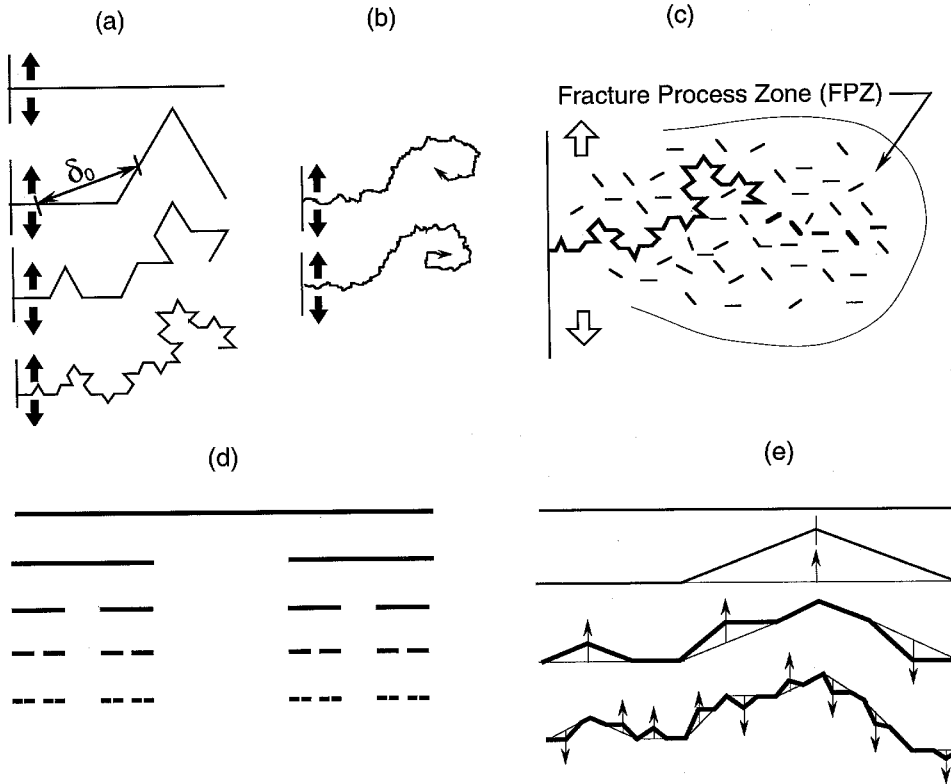 (a)
(b)
(c)
Fracture Process Zone (FPZ)
δ₀
(d)
(e)